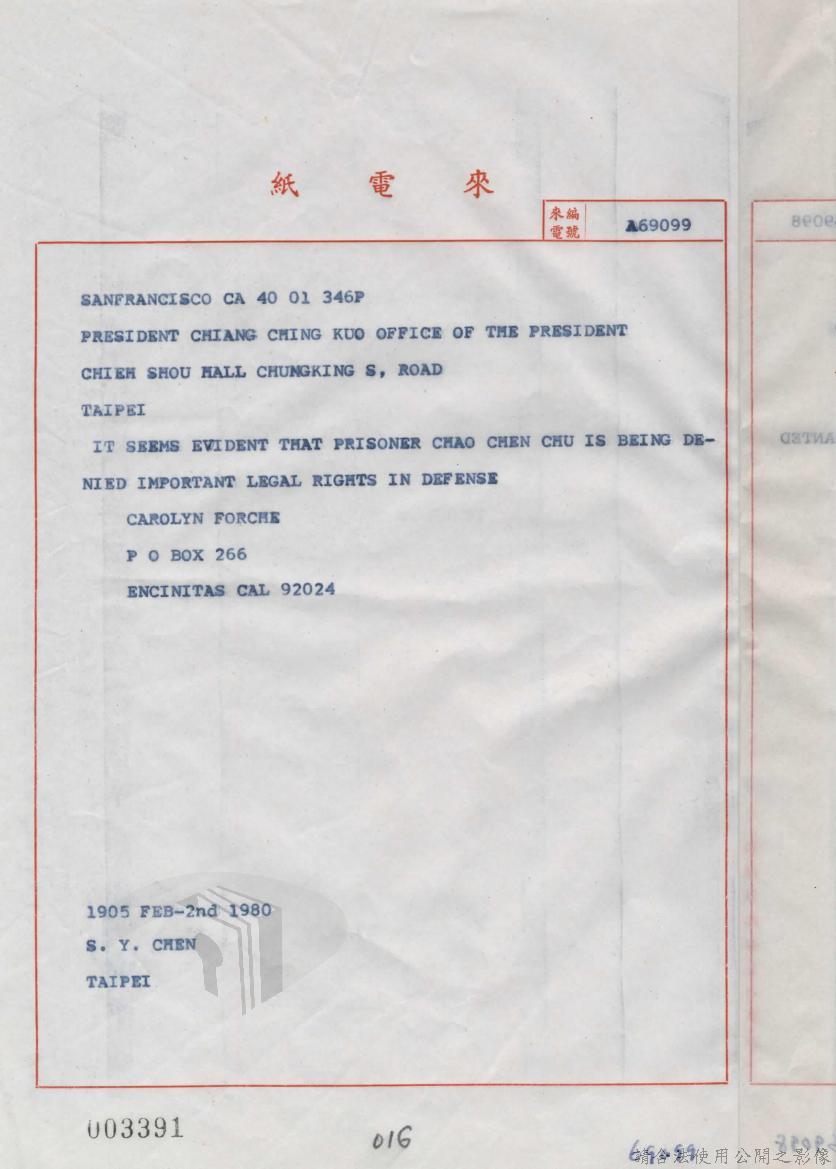 紙 電 來
來電 編號 A69099
SANFRANCISCO CA 40 01 346P
PRESIDENT CHIANG CHING KUO OFFICE OF THE PRESIDENT
CHIEH SHOU HALL CHUNGKING S, ROAD
TAIPEI
IT SEEMS EVIDENT THAT PRISONER CHAO CHEN CHU IS BEING DE-
NIED IMPORTANT LEGAL RIGHTS IN DEFENSE
CAROLYN FORCHE
P O BOX 266
ENCINITAS CAL 92024
1905 FEB-2nd 1980
S. Y. CHEN
TAIPEI
003391
016
請合法使用公開之影像